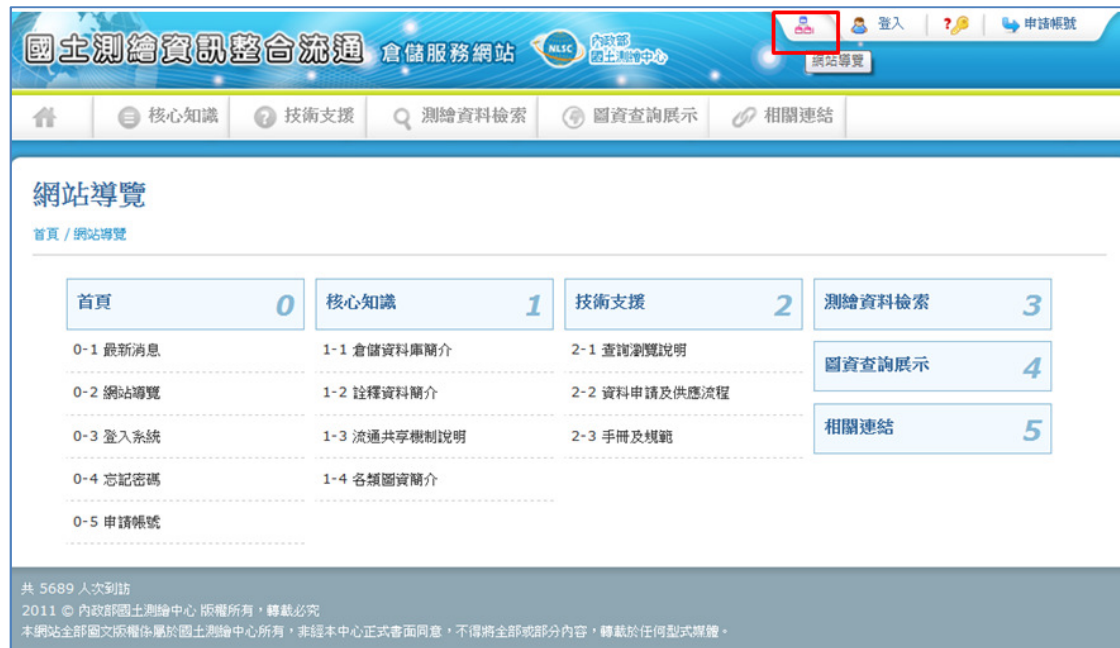 國土測繪資訊整合流通 倉儲服務網站 NLSC 內政部 國土測繪中心
登入 ? 申請帳號
網站導覽
核心知識 技術支援 測繪資料檢索 圖資查詢展示 相關連結
網站導覽
首頁 / 網站導覽
首頁 0 核心知識 1 技術支援 2 測繪資料檢索 3
0-1 最新消息 1-1 倉儲資料庫簡介 2-1 查詢瀏覽說明
圖資查詢展示 4
0-2 網站導覽 1-2 詮釋資料簡介 2-2 資料申請及供應流程
0-3 登入系統 1-3 流通共享機制說明 2-3 手冊及規範 相關連結 5
0-4 忘記密碼 1-4 各類圖資簡介
0-5 申請帳號
共 5689 人次到訪
2011 © 內政部國土測繪中心 版權所有，轉載必究
本網站全部圖文版權係屬於國土測繪中心所有，非經本中心正式書面同意，不得將全部或部分內容，轉載於任何型式媒體。